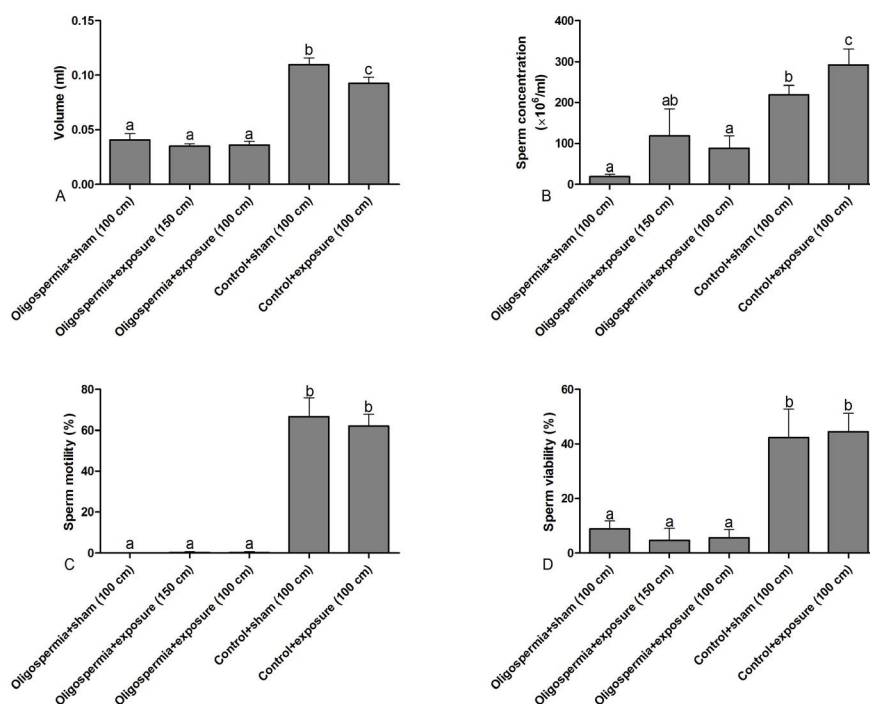 0.15
0.10
0.05
0.00
Volume (ml)
a
a
a
b
c
A
Oligospermia+sham (100 cm)
Oligospermia+exposure (150 cm)
Oligospermia+exposure (100 cm)
Control+sham (100 cm)
Control+exposure (100 cm)
400
300
200
100
0
Sperm concentration
(×10⁶/ml)
a
ab
a
b
c
B
Oligospermia+sham (100 cm)
Oligospermia+exposure (150 cm)
Oligospermia+exposure (100 cm)
Control+sham (100 cm)
Control+exposure (100 cm)
80
60
40
20
0
Sperm motility (%)
a
a
a
b
b
C
Oligospermia+sham (100 cm)
Oligospermia+exposure (150 cm)
Oligospermia+exposure (100 cm)
Control+sham (100 cm)
Control+exposure (100 cm)
60
40
20
0
Sperm viability (%)
a
a
a
b
b
D
Oligospermia+sham (100 cm)
Oligospermia+exposure (150 cm)
Oligospermia+exposure (100 cm)
Control+sham (100 cm)
Control+exposure (100 cm)